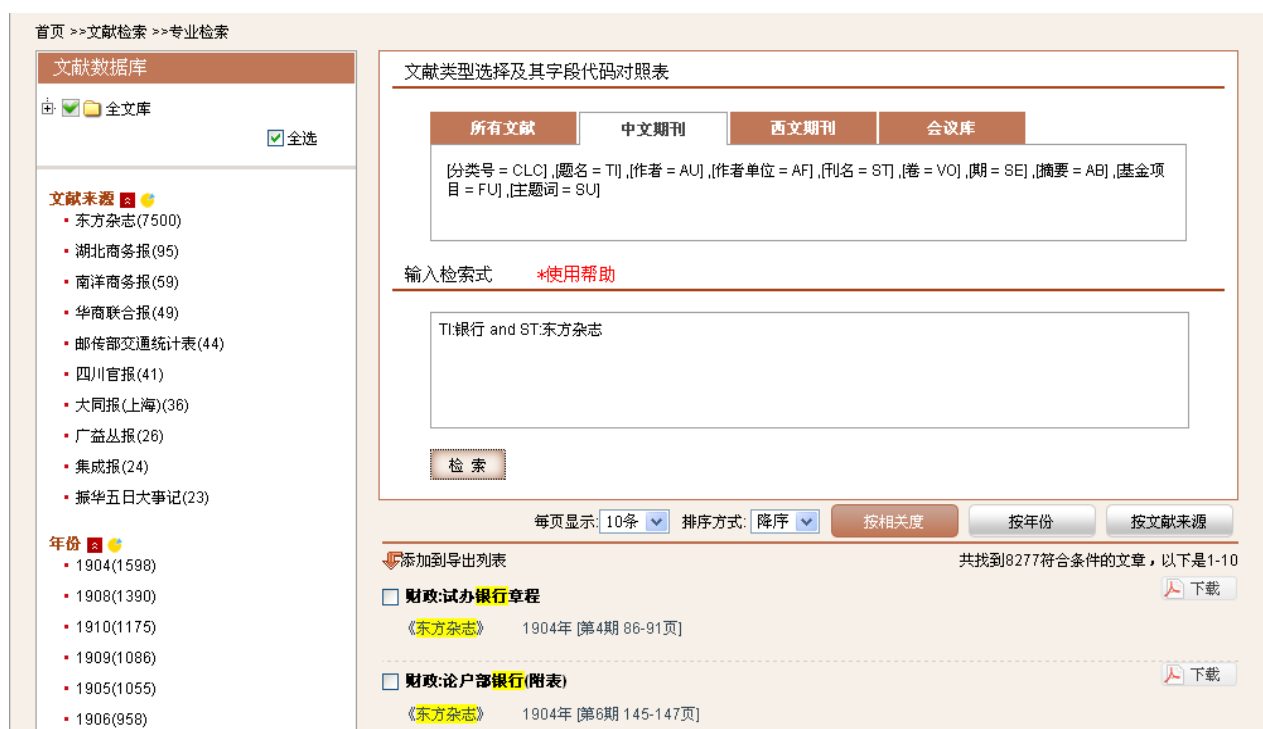 首页 >>文献检索 >>专业检索
文献数据库
全文库
全选
文献来源
东方杂志(7500)
湖北商务报(95)
南洋商务报(59)
华商联合报(49)
邮传部交通统计表(44)
四川官报(41)
大同报(上海)(36)
广益丛报(26)
集成报(24)
振华五日大事记(23)
年份
1904(1598)
1908(1390)
1910(1175)
1909(1086)
1905(1055)
1906(958)
文献类型选择及其字段代码对照表
所有文献 中文期刊 西文期刊 会议库
[分类号 = CLC] ,[题名 = TI] ,[作者 = AU] ,[作者单位 = AF] ,[刊名 = ST] ,[卷 = VO] ,[期 = SE] ,[摘要 = AB] ,[基金项
目 = FU] ,[主题词 = SU]
输入检索式 *使用帮助
TI:银行 and ST:东方杂志
检 索
每页显示: 10条 排序方式: 降序 按相关度 按年份 按文献来源
添加到导出列表 共找到8277符合条件的文章，以下是1-10
财政:试办银行章程 下载
《东方杂志》 1904年 [第4期 86-91页]
财政:论户部银行(附表) 下载
《东方杂志》 1904年 [第6期 145-147页]